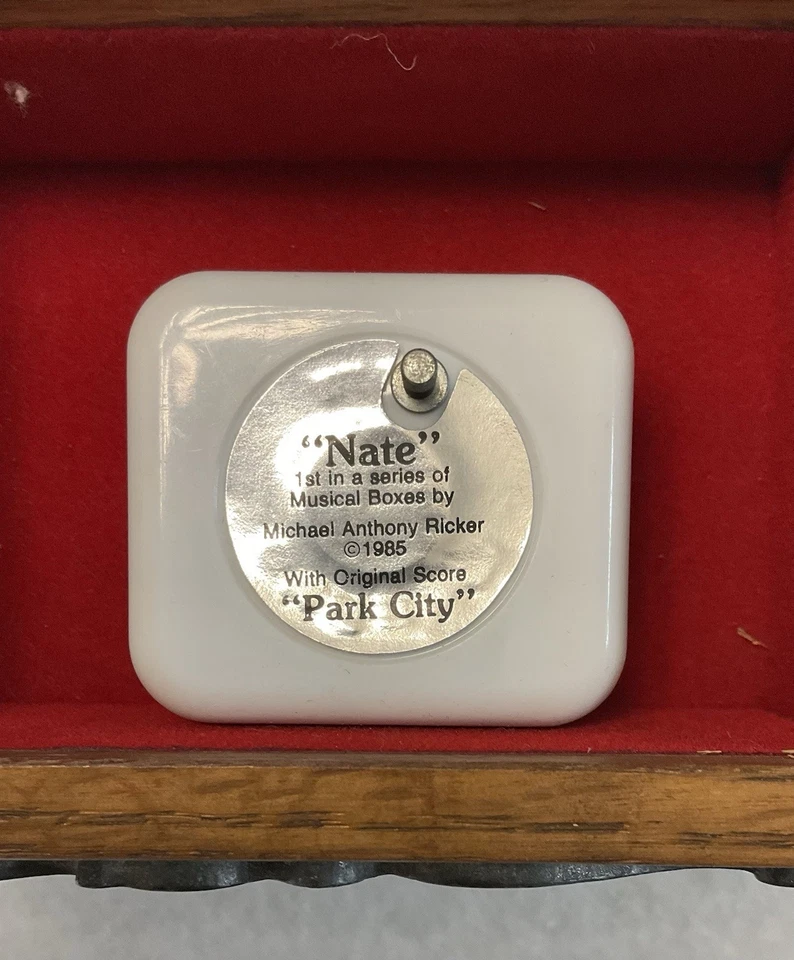 “Nate”
1st in a series of
Musical Boxes by
Michael Anthony Ricker
©1985
With Original Score
“Park City”